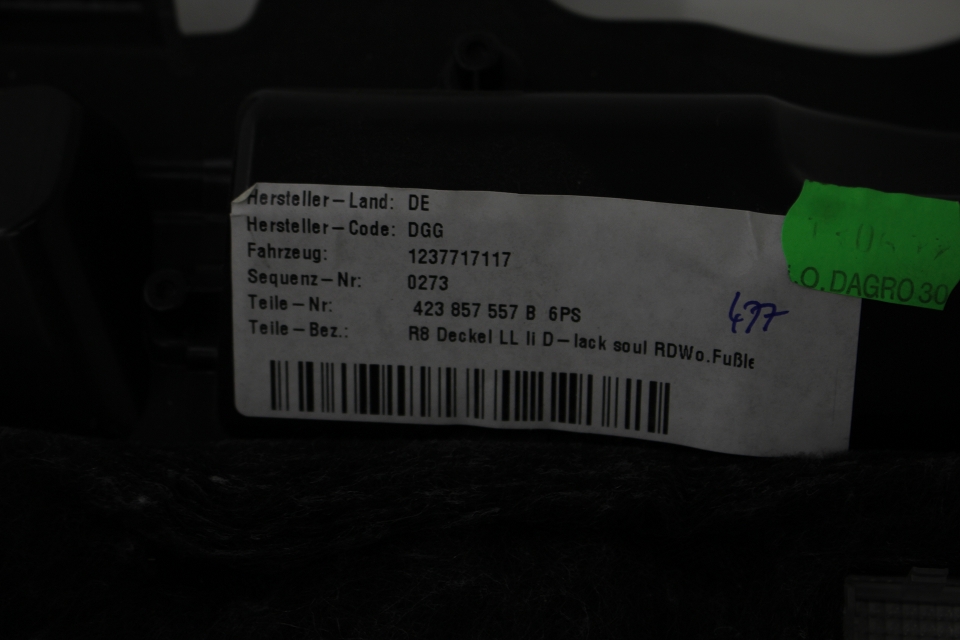 Hersteller-Land: DE
Hersteller-Code: DGG
Fahrzeug: 1237717117
Sequenz-Nr: 0273
Teile-Nr: 423 857 557 B 6PS
Teile-Bez.: R8 Deckel LL li D-lack soul RDWo.Fußle
477
.O. DAGRO 30